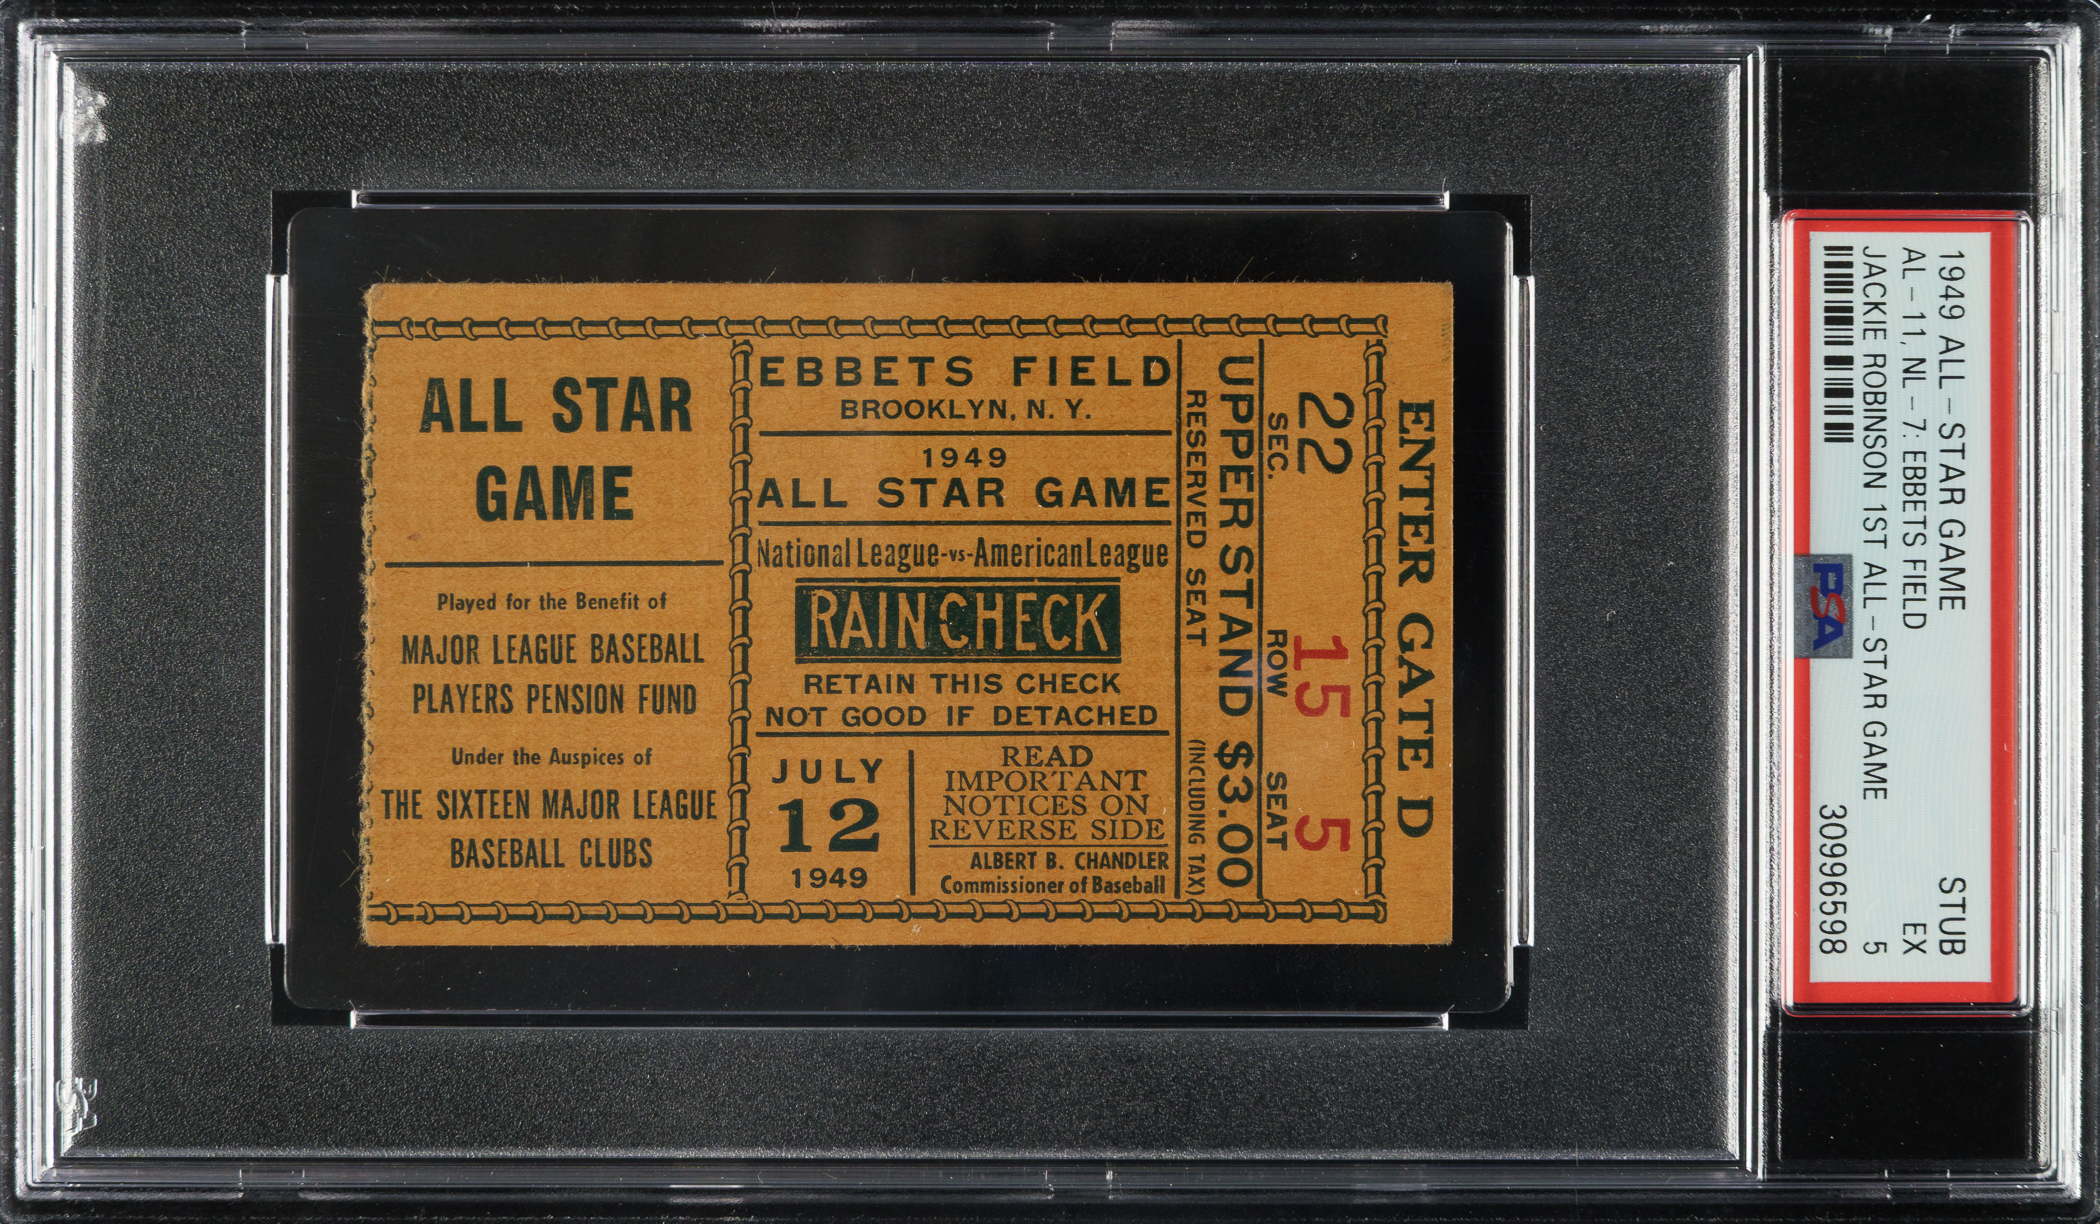 ALL STAR
GAME
Played for the Benefit of
MAJOR LEAGUE BASEBALL
PLAYERS PENSION FUND
Under the Auspices of
THE SIXTEEN MAJOR LEAGUE
BASEBALL CLUBS
EBBETS FIELD
BROOKLYN, N. Y.
1949
ALL STAR GAME
National League-vs-American League
RAIN CHECK
RETAIN THIS CHECK
NOT GOOD IF DETACHED
JULY
12
1949
READ
IMPORTANT
NOTICES ON
REVERSE SIDE
ALBERT B. CHANDLER
Commissioner of Baseball
ENTER GATE D
22 15 5
SEC. ROW SEAT
UPPER STAND $3.00
RESERVED SEAT (INCLUDING TAX)
1949 ALL-STAR GAME STUB
AL-11, NL-7: EBBETS FIELD EX
JACKIE ROBINSON 1ST ALL-STAR GAME 5
PSA
30996598